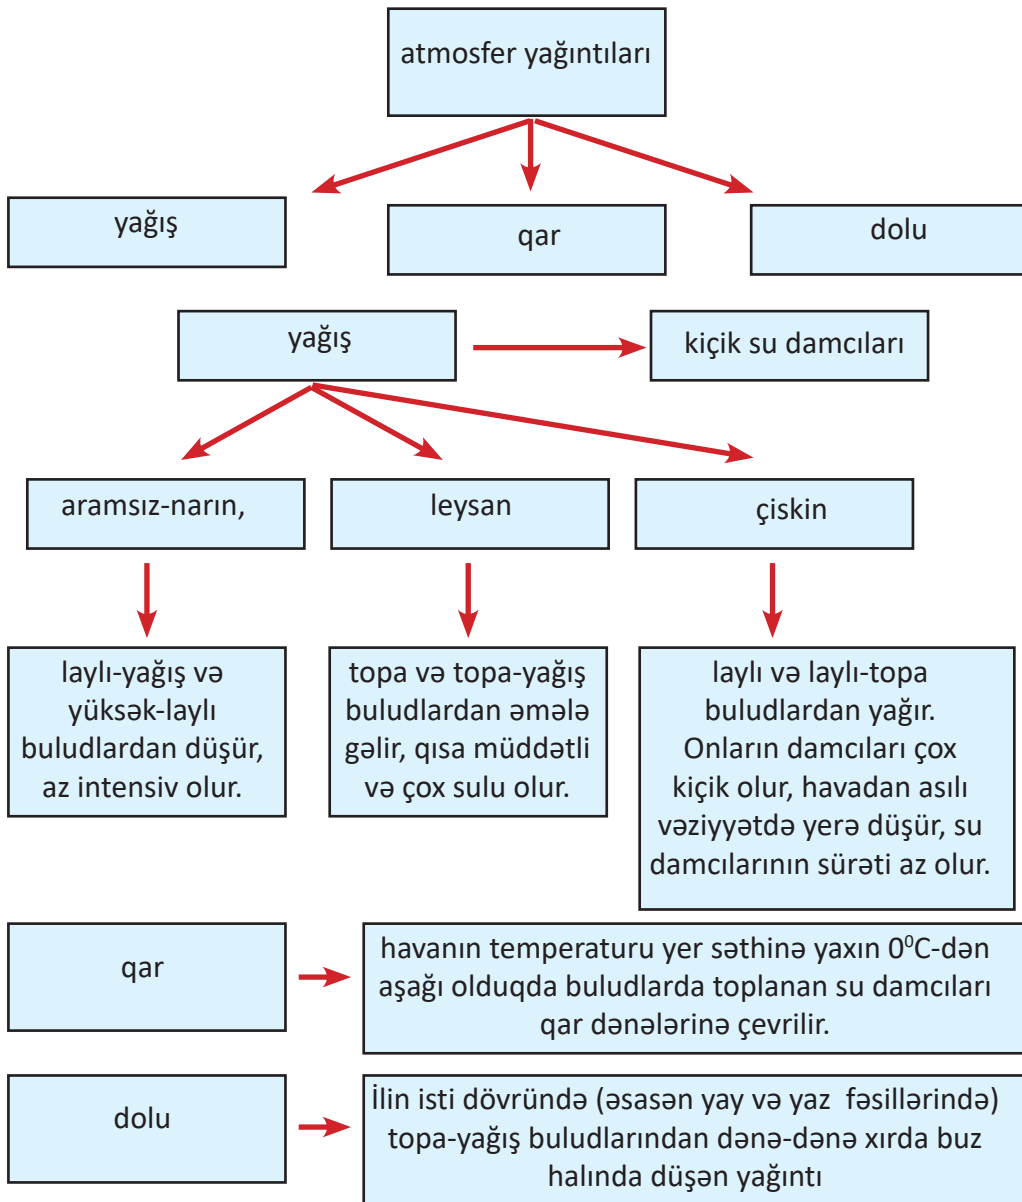 atmosfer yağıntıları
yağış
qar
dolu
yağış
kiçik su damcıları
aramsız-narın,
leysan
çiskin
laylı-yağış və
yüksək-laylı
buludlardan düşür,
az intensiv olur.
topa və topa-yağış
buludlardan əmələ
gəlir, qısa müddətli
və çox sulu olur.
laylı və laylı-topa
buludlardan yağır.
Onların damcıları çox
kiçik olur, havadan asılı
vəziyyətdə yerə düşür, su
damcılarının sürəti az olur.
qar
havanın temperaturu yer səthinə yaxın 0⁰C-dən
aşağı olduqda buludlarda toplanan su damcıları
qar dənələrinə çevrilir.
dolu
İlin isti dövründə (əsasən yay və yaz fəsillərində)
topa-yağış buludlarından dənə-dənə xırda buz
halında düşən yağıntı